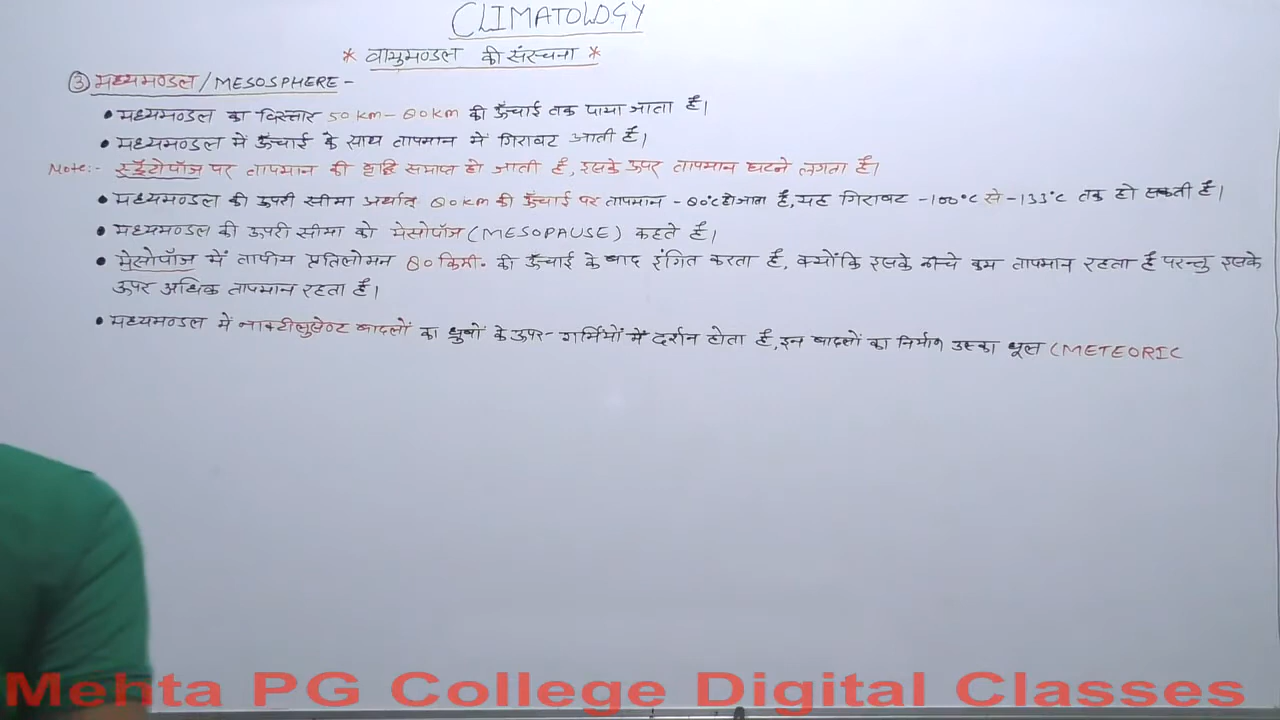 CLIMATOLOGY
* वायुमण्डल की संरचना *
③ मध्यमण्डल/MESOSPHERE -
• मध्यमण्डल का विस्तार 50 km - 80 km की ऊँचाई तक पाया जाता है।
• मध्यमण्डल में ऊँचाई के साथ तापमान में गिरावट आती है।
Note:- स्ट्रेटोपॉज पर तापमान की वृद्धि समाप्त हो जाती है, इसके ऊपर तापमान घटने लगता है।
• मध्यमण्डल की ऊपरी सीमा अर्थात् 80 km की ऊँचाई पर तापमान -80°C हो जाता है, यह गिरावट -100°C से -133°C तक हो सकती है।
• मध्यमण्डल की ऊपरी सीमा को मेसोपॉज (MESOPAUSE) कहते हैं।
• मेसोपॉज में तापीय प्रतिलोमन 80 किमी. की ऊँचाई के बाद इंगित करता है, क्योंकि इसके नीचे कम तापमान रहता है परन्तु इसके
ऊपर अधिक तापमान रहता है।
• मध्यमण्डल में नाक्टीलुसेण्ट बादलों का ध्रुवों के ऊपर गर्मियों में दर्शन होता है, इन बादलों का निर्माण उल्का धूल (METEORIC
Mehta PG College Digital Classes